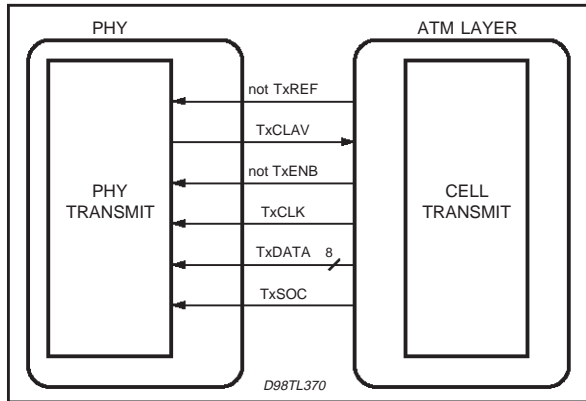 PHY
ATM LAYER
not TxREF
TxCLAV
not TxENB
PHY
TRANSMIT
CELL
TRANSMIT
TxCLK
TxDATA 8
TxSOC
D98TL370